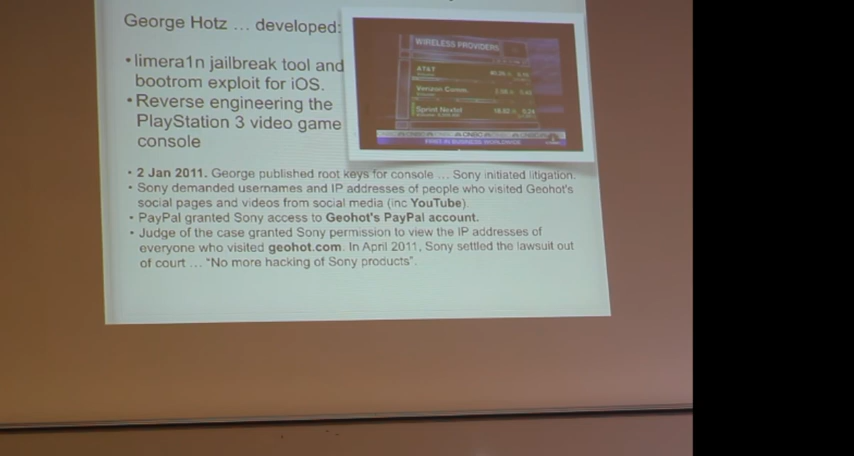 George Hotz ... developed:
• limera1n jailbreak tool and
bootrom exploit for iOS.
• Reverse engineering the
PlayStation 3 video game
console
WIRELESS PROVIDERS
AT&T
Verizon Comm.
Sprint Nextel
CNBC
FIRST IN BUSINESS WORLDWIDE
• 2 Jan 2011. George published root keys for console ... Sony initiated litigation.
• Sony demanded usernames and IP addresses of people who visited Geohot's
social pages and videos from social media (inc YouTube).
• PayPal granted Sony access to Geohot's PayPal account.
• Judge of the case granted Sony permission to view the IP addresses of
everyone who visited geohot.com. In April 2011, Sony settled the lawsuit out
of court ... "No more hacking of Sony products".